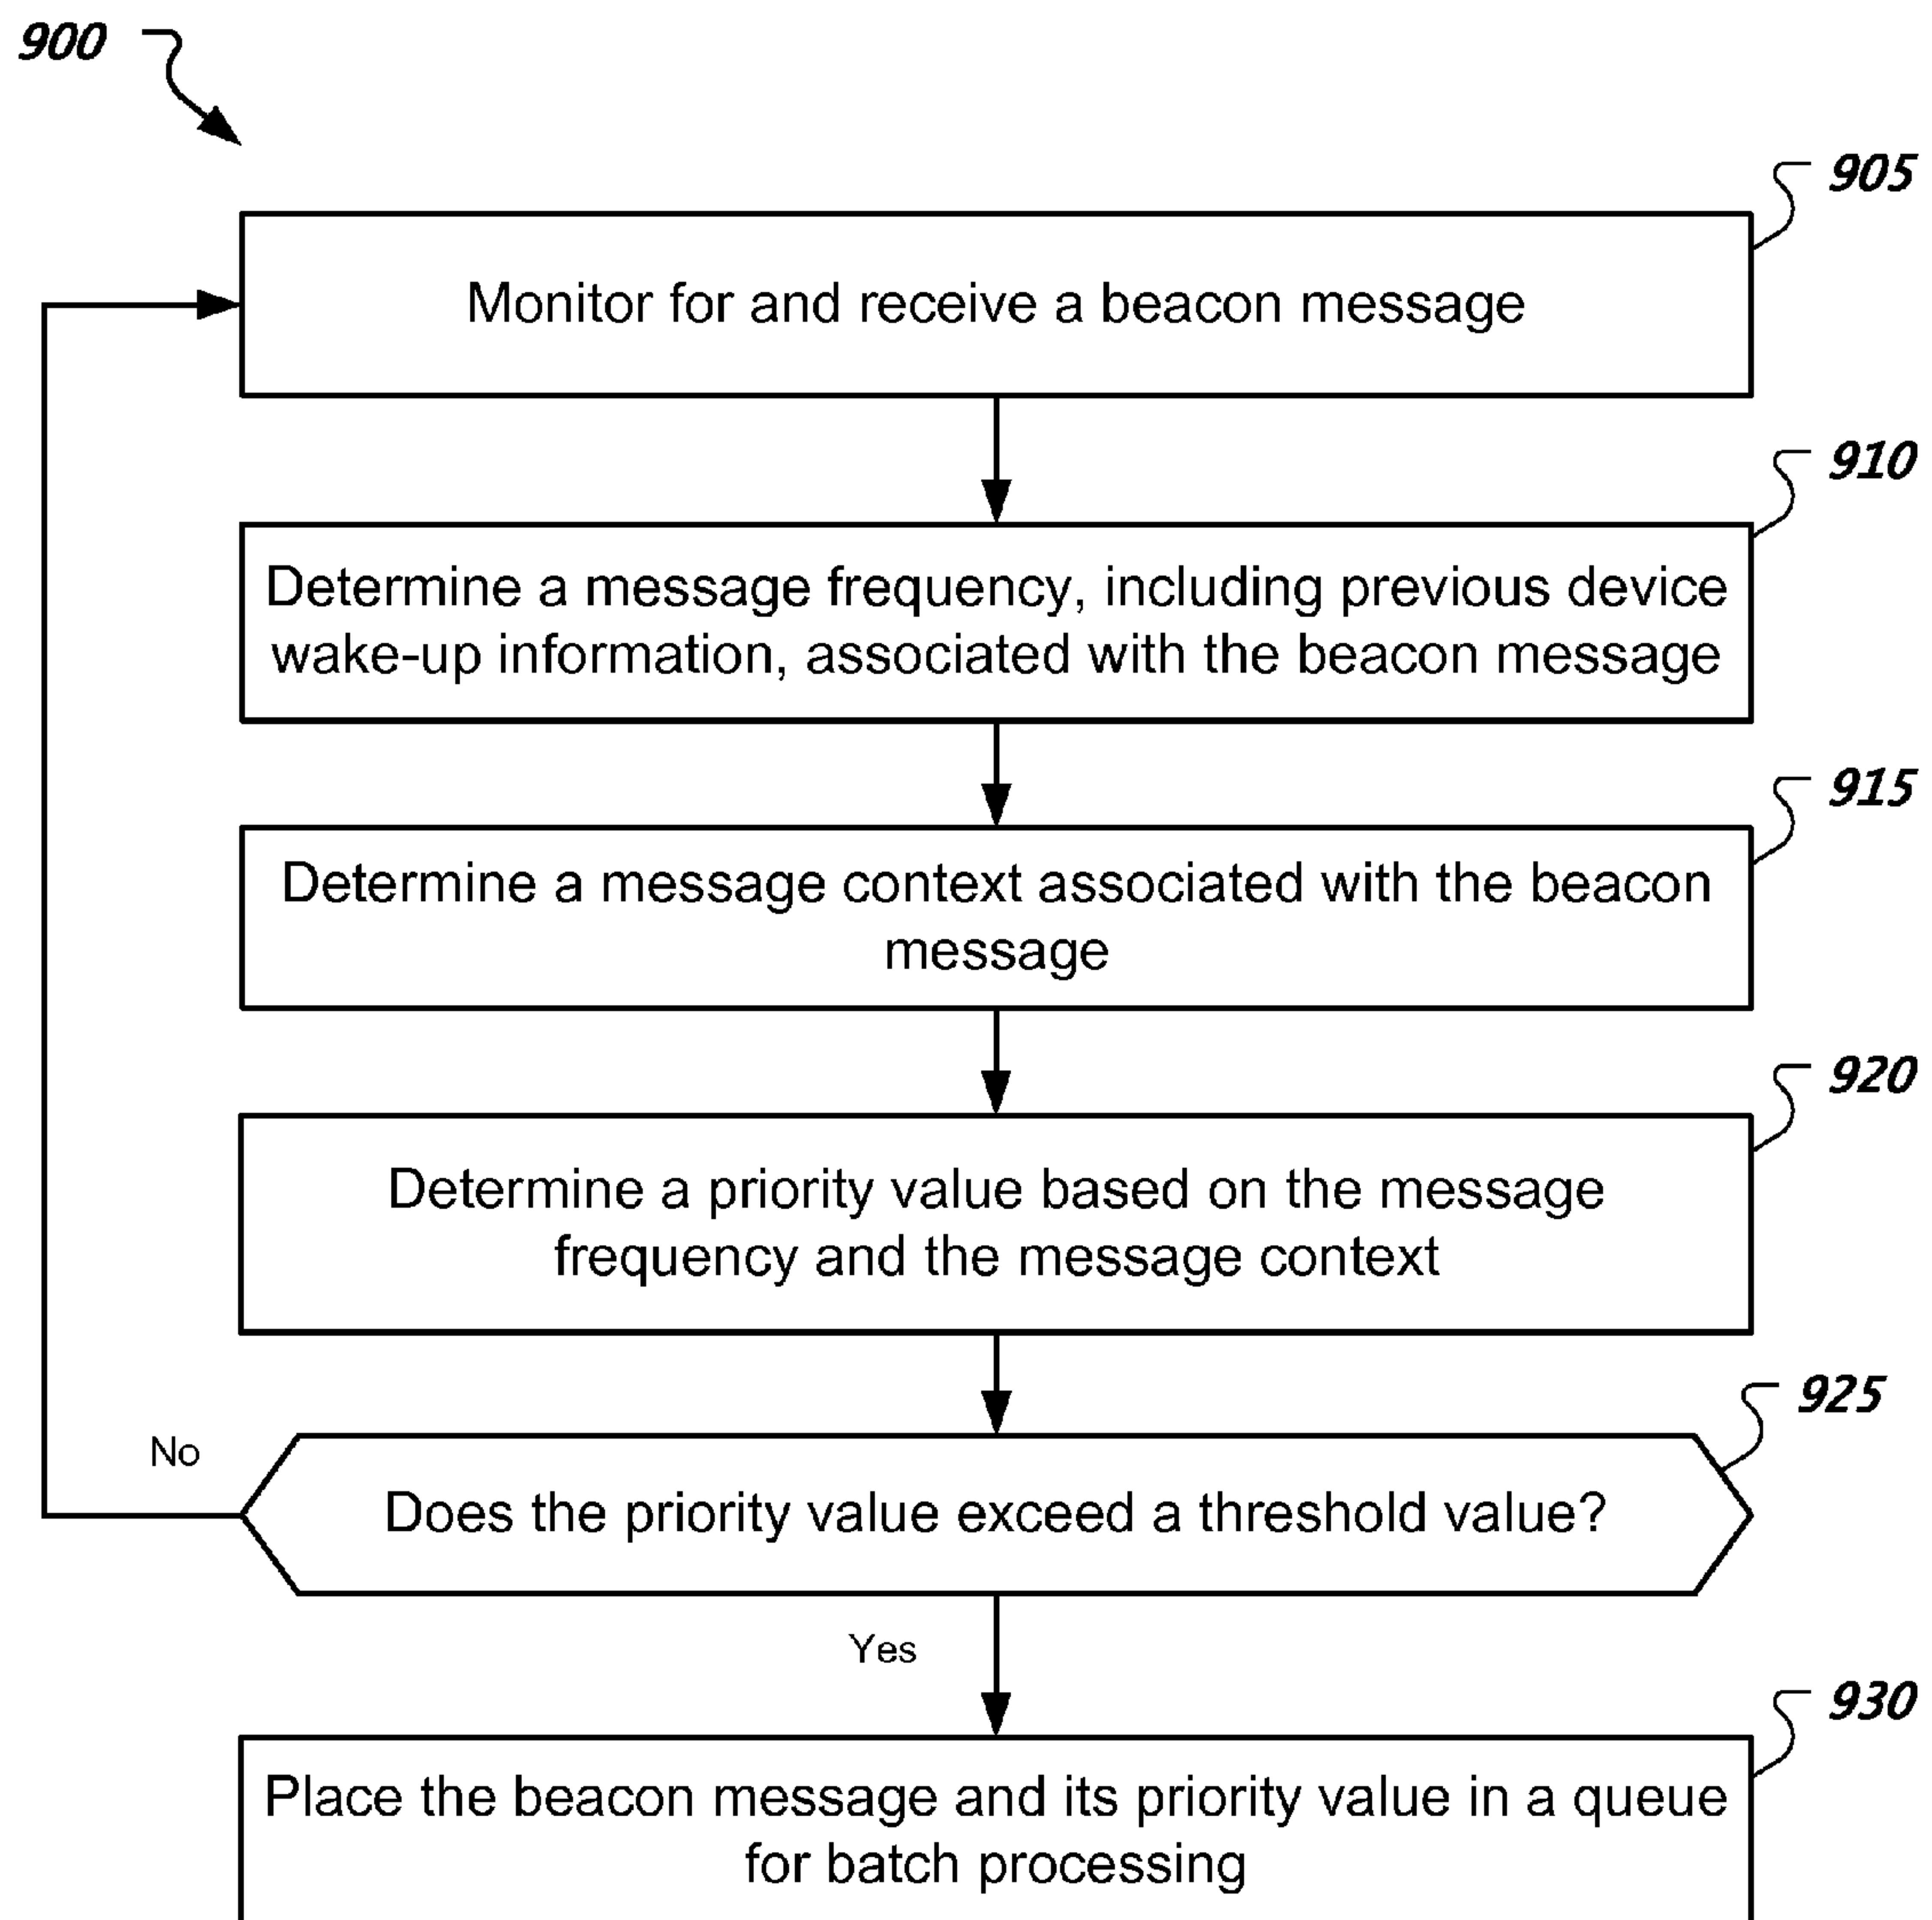 900
905
Monitor for and receive a beacon message
910
Determine a message frequency, including previous device
wake-up information, associated with the beacon message
915
Determine a message context associated with the beacon
message
920
Determine a priority value based on the message
frequency and the message context
925
No
Does the priority value exceed a threshold value?
Yes
930
Place the beacon message and its priority value in a queue
for batch processing